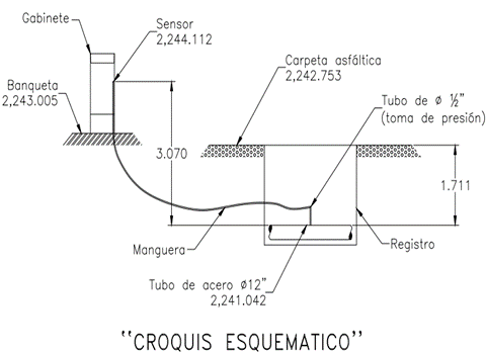 Gabinete
Sensor
2,244.112
Carpeta asfáltica
2,242.753
Banqueta
2,243.005
Tubo de ø ½"
(toma de presión)
3.070
1.711
Manguera
Registro
Tubo de acero ø12"
2,241.042
"CROQUIS ESQUEMATICO"